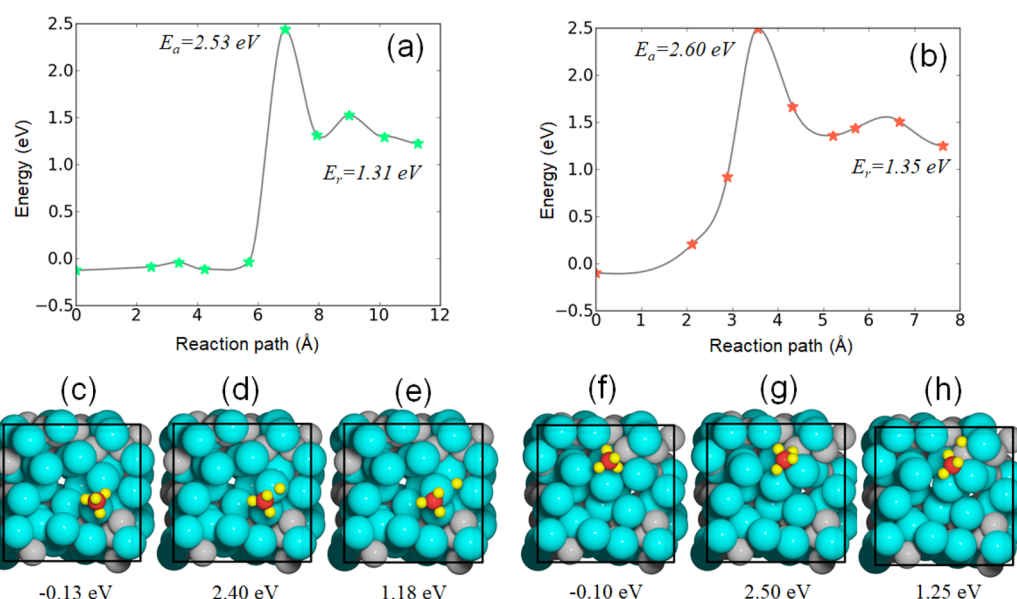 2.5
2.0
1.5
1.0
0.5
0.0
−0.5
Energy (eV)
Ea=2.53 eV
(a)
Er=1.31 eV
0 2 4 6 8 10 12
Reaction path (Å)
2.5
2.0
1.5
1.0
0.5
0.0
−0.5
Energy (eV)
Ea=2.60 eV
(b)
Er=1.35 eV
0 1 2 3 4 5 6 7 8
Reaction path (Å)
(c) (d) (e) (f) (g) (h)
-0.13 eV 2.40 eV 1.18 eV -0.10 eV 2.50 eV 1.25 eV